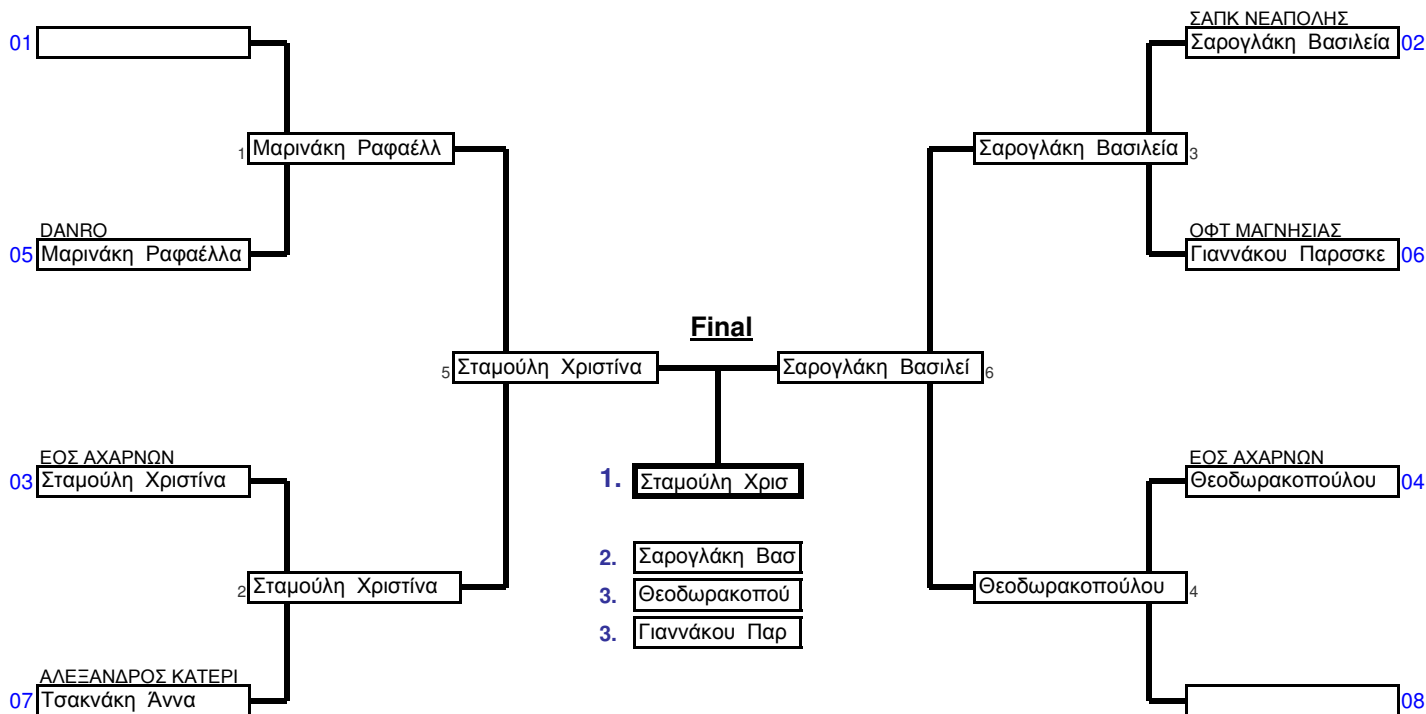 ΣΑΠΚ ΝΕΑΠΟΛΗΣ
01
Σαρογλάκη Βασιλεία 02
1 Μαρινάκη Ραφαέλλ
Σαρογλάκη Βασιλεία 3
DANRO
ΟΦΤ ΜΑΓΝΗΣΙΑΣ
05 Μαρινάκη Ραφαέλλα
Γιαννάκου Παρσσκε 06
Final
5 Σταμούλη Χριστίνα
Σαρογλάκη Βασιλεί 6
ΕΟΣ ΑΧΑΡΝΩΝ
ΕΟΣ ΑΧΑΡΝΩΝ
03 Σταμούλη Χριστίνα
1. Σταμούλη Χρισ
Θεοδωρακοπούλου 04
2. Σαρογλάκη Βασ
2 Σταμούλη Χριστίνα
3. Θεοδωρακοπού
Θεοδωρακοπούλου 4
3. Γιαννάκου Παρ
ΑΛΕΞΑΝΔΡΟΣ ΚΑΤΕΡΙ
07 Τσακνάκη Άννα
08